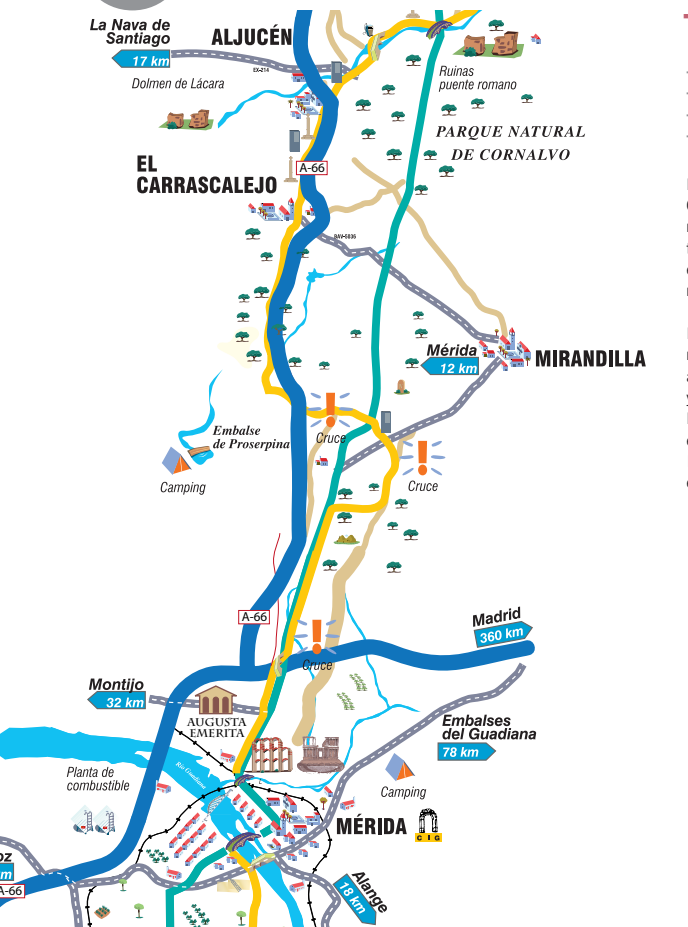 La Nava de
Santiago
17 km
ALJUCÉN
EX-214
Dolmen de Lácara
Ruinas
puente romano
PARQUE NATURAL
DE CORNALVO
EL
CARRASCALEJO
A-66
BAV-5036
Mérida
12 km
MIRANDILLA
Embalse
de Proserpina
Cruce
Camping
Cruce
A-66
Madrid
360 km
Cruce
Montijo
32 km
AUGUSTA
EMERITA
Embalses
del Guadiana
78 km
Río Guadiana
Planta de
combustible
Camping
MÉRIDA
CIG
Alange
18 km
A-66